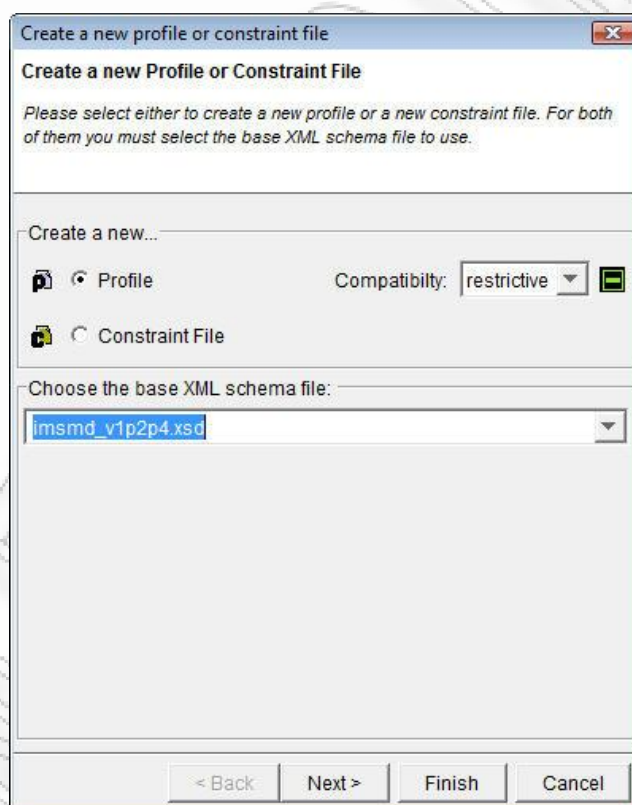 Create a new profile or constraint file
Create a new Profile or Constraint File
Please select either to create a new profile or a new constraint file. For both
of them you must select the base XML schema file to use.
Create a new...
Profile
Compatibilty:
restrictive
Constraint File
Choose the base XML schema file:
imsmd_v1p2p4.xsd
< Back
Next >
Finish
Cancel